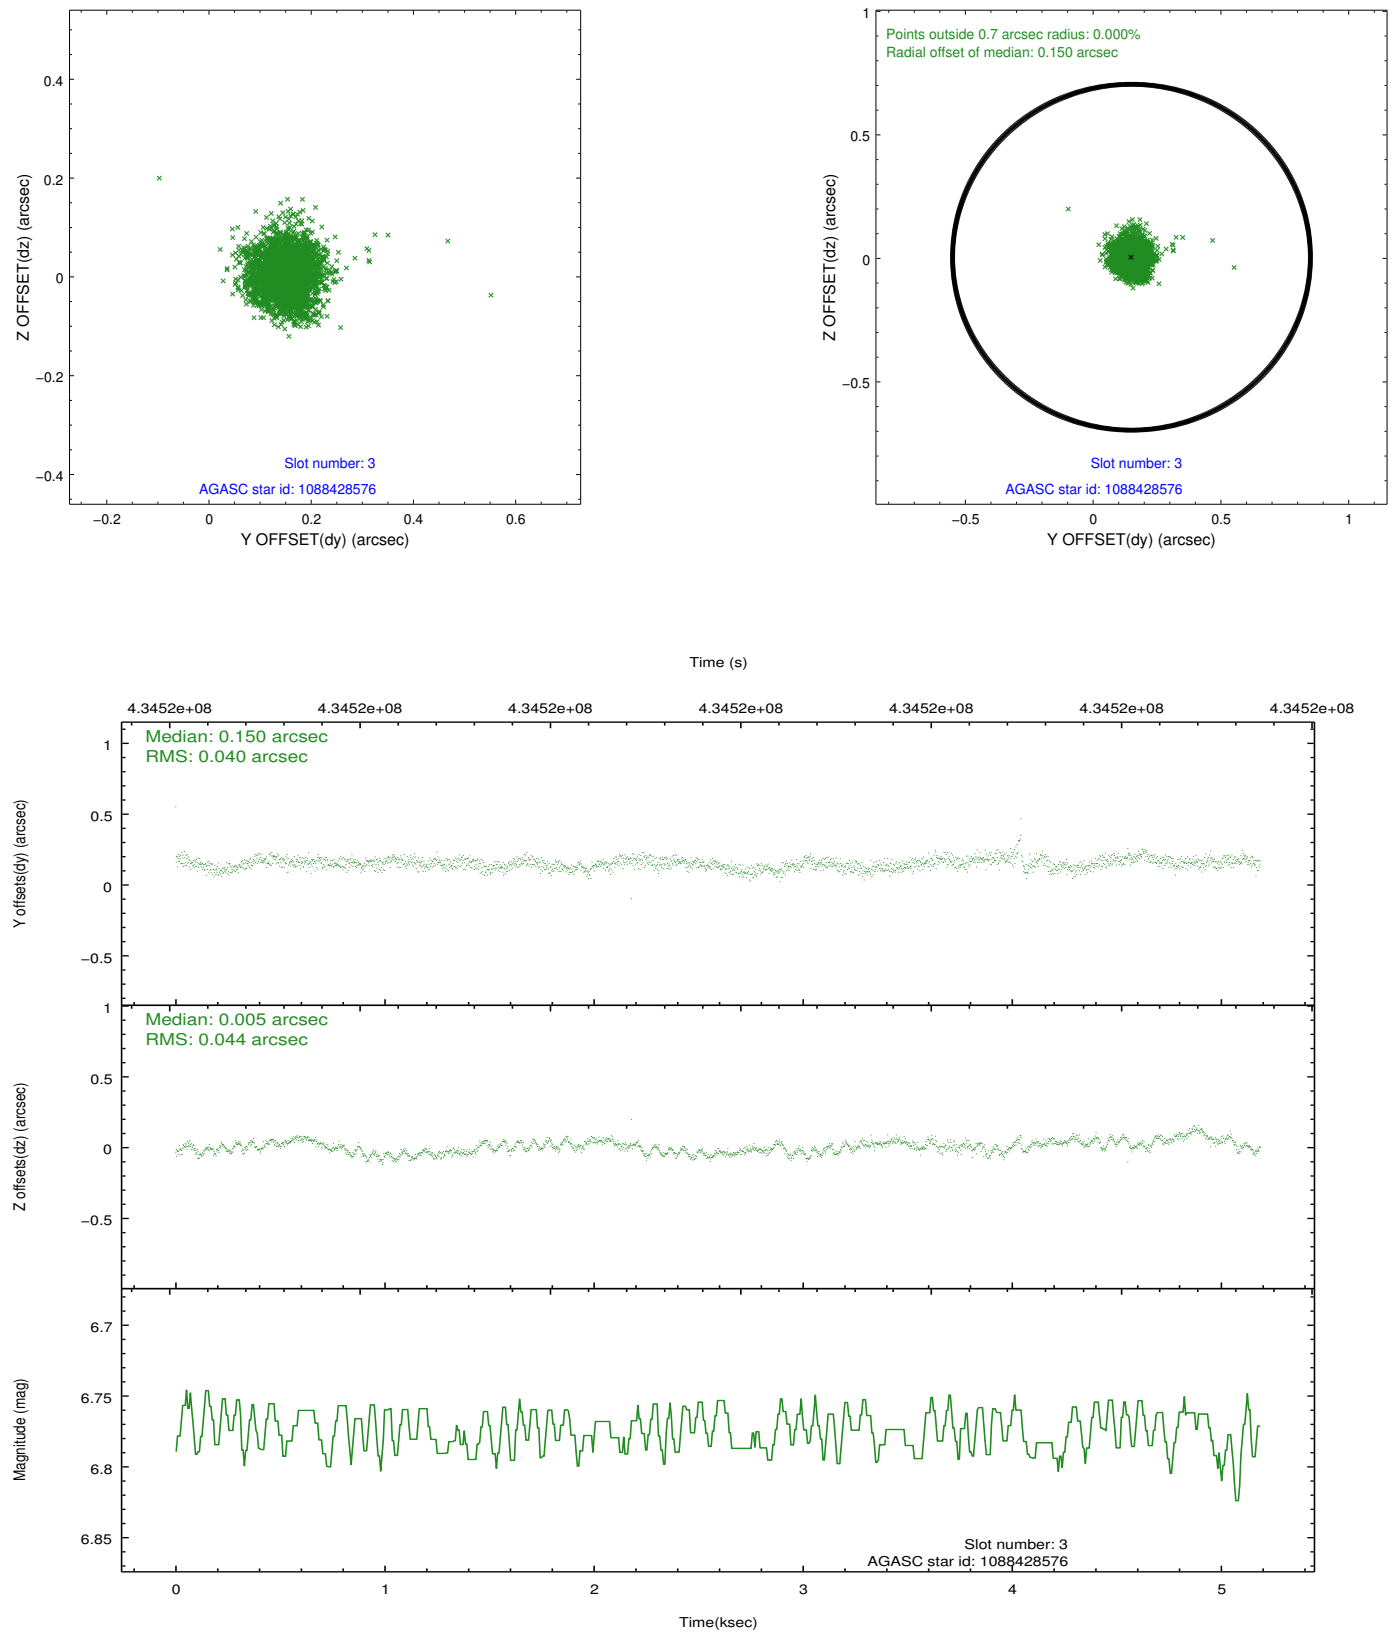 0.4
0.2
0
−0.2
−0.4
Z OFFSET(dz) (arcsec)
Slot number: 3
AGASC star id: 1088428576
−0.2 0 0.2 0.4 0.6
Y OFFSET(dy) (arcsec)
1
0.5
0
−0.5
Z OFFSET(dz) (arcsec)
Points outside 0.7 arcsec radius: 0.000%
Radial offset of median: 0.150 arcsec
Slot number: 3
AGASC star id: 1088428576
−0.5 0 0.5 1
Y OFFSET(dy) (arcsec)
Time (s)
4.3452e+08 4.3452e+08 4.3452e+08 4.3452e+08 4.3452e+08 4.3452e+08 4.3452e+08
Median: 0.150 arcsec
RMS: 0.040 arcsec
1
0.5
0
−0.5
Y offsets(dy) (arcsec)
Median: 0.005 arcsec
RMS: 0.044 arcsec
1
0.5
0
−0.5
Z offsets(dz) (arcsec)
6.7
6.75
6.8
6.85
Magnitude (mag)
Slot number: 3
AGASC star id: 1088428576
0 1 2 3 4 5
Time(ksec)